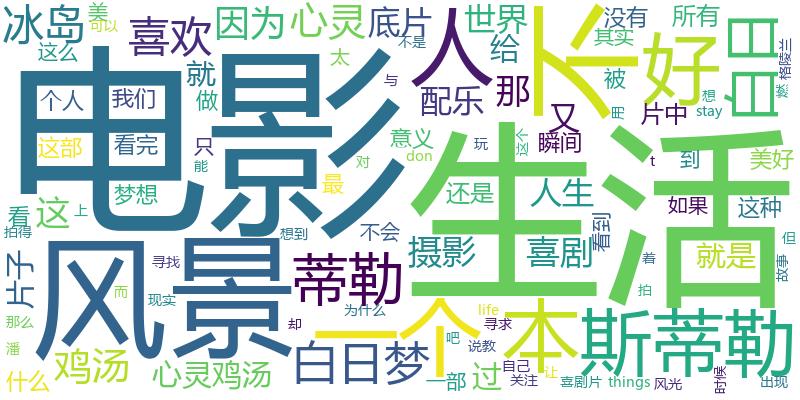 冰岛
美
可以
这么
喜欢
因为
心灵
底片
世界
人
不
没有
所有
其实
好
白日
格陵兰
电影
就
做
太
不是
给
那
又
被
用
想
燃
与
个人
我们
配乐
片中
stay
这部
看完
只
能
对
意义
don
玩
这个
瞬间
t
到
美好
梦想
最
还是
人生
如果
这种
看
这
上
想到
不会
生活
看到
但
拍得
片子
风景
寻找
蒂勒
摄影
喜剧
着
就是
故事
而
现实
却
为什么
一个
life
寻求
本
拍
斯蒂勒
那么
潘
鸡汤
白日梦
吧
说教
什么
心灵鸡汤
一部
过
自己
关注
让
喜剧片
things
风光
时候
出现